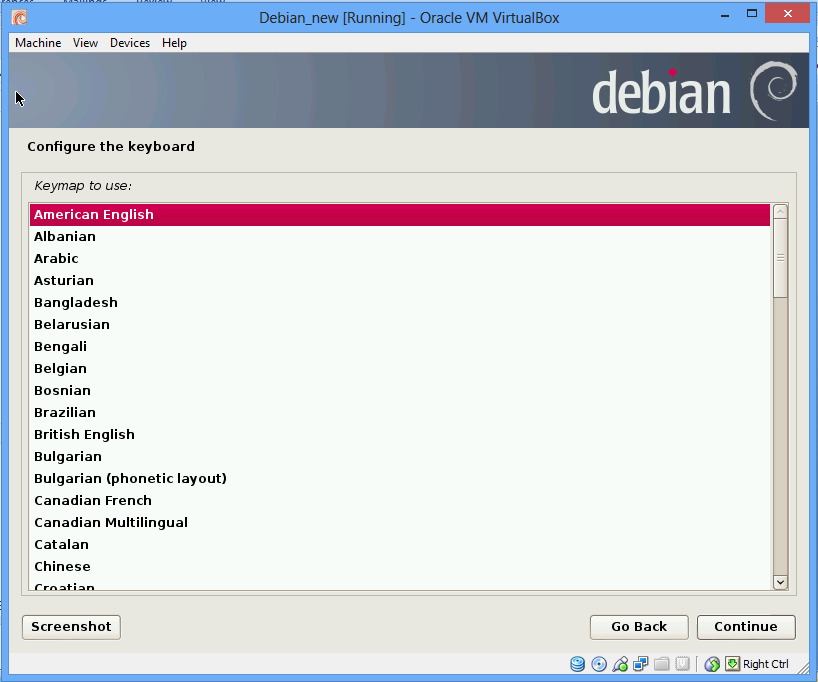 Debian_new [Running] - Oracle VM VirtualBox
Machine View Devices Help
debian
Configure the keyboard
Keymap to use:
American English
Albanian
Arabic
Asturian
Bangladesh
Belarusian
Bengali
Belgian
Bosnian
Brazilian
British English
Bulgarian
Bulgarian (phonetic layout)
Canadian French
Canadian Multilingual
Catalan
Chinese
Croatian
Screenshot Go Back Continue
Right Ctrl